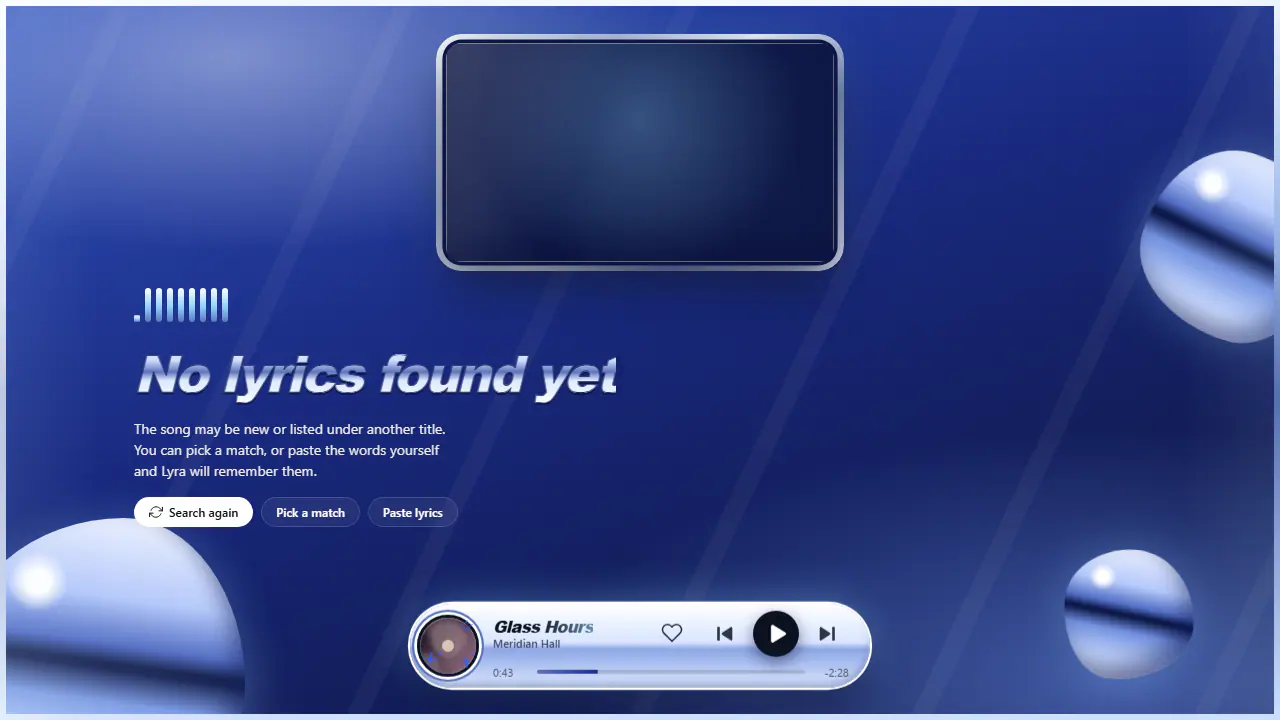 No lyrics found yet
The song may be new or listed under another title.
You can pick a match, or paste the words yourself
and Lyra will remember them.
Search again
Pick a match
Paste lyrics
Glass Hours
Meridian Hall
0:43
-2:28